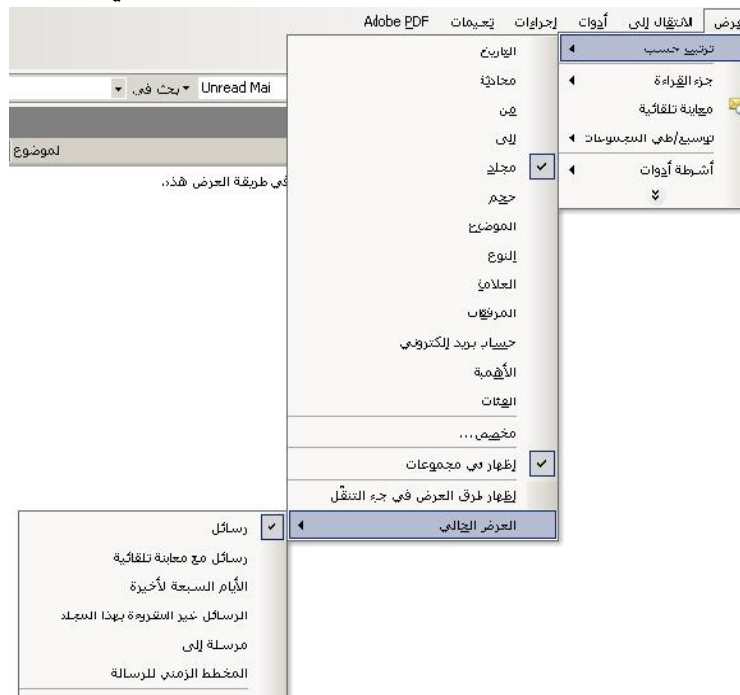 عرض الانتقال إلى أدوات إجراءات تعليمات Adobe PDF
ترتيب حسب
جزء القراءة
معاينة تلقائية
توسيع/طي المجموعات
أشرطة أدوات
التاريخ
محادثة
من
إلى
مجلد
حجم
الموضوع
النوع
العلامة
المرفقات
حساب بريد إلكتروني
الأهمية
الفئات
مخصص...
إظهار في مجموعات
إظهار طرق العرض في جزء التنقل
العرض الحالي
بحث في Unread Mai
لموضوع
في طريقة العرض هذه.
رسائل
رسائل مع معاينة تلقائية
الأيام السبعة لأخيرة
الرسائل غير المقروءة بهذا المجلد
مرسلة إلى
المخطط الزمني للرسالة